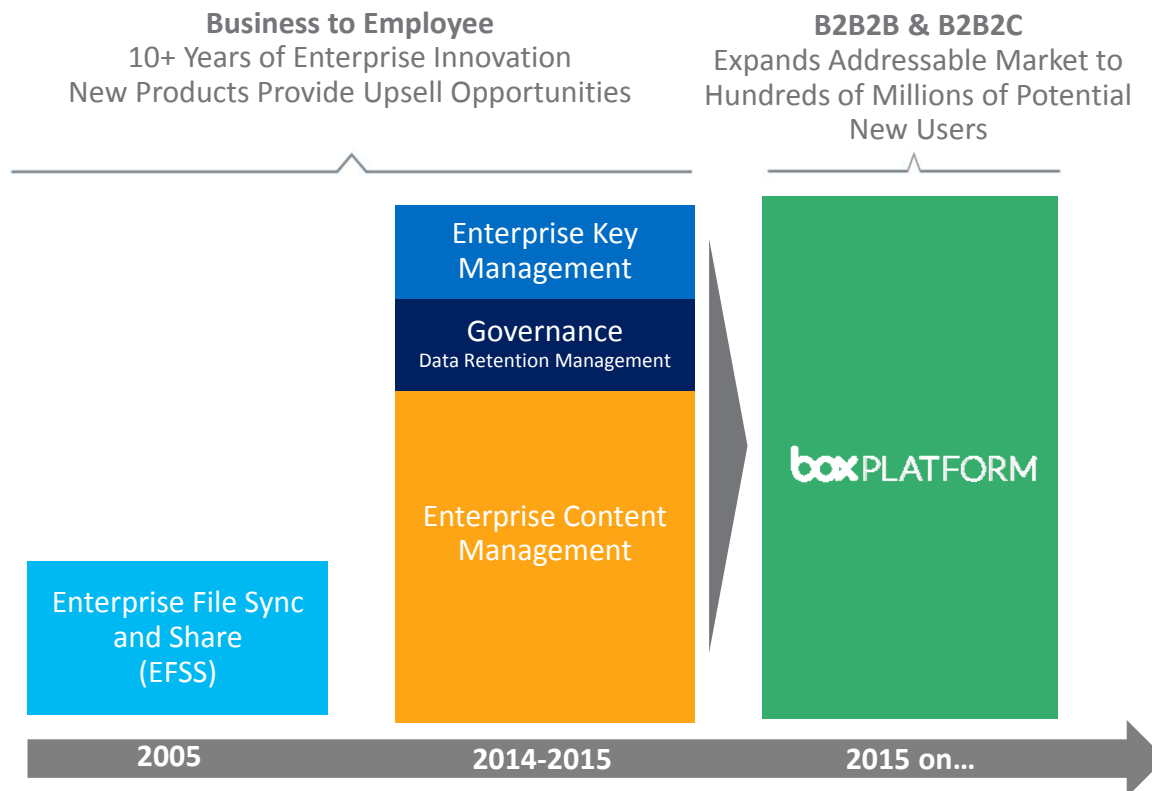 Business to Employee
10+ Years of Enterprise Innovation
New Products Provide Upsell Opportunities
B2B2B & B2B2C
Expands Addressable Market to
Hundreds of Millions of Potential
New Users
Enterprise Key
Management
Governance
Data Retention Management
Enterprise Content
Management
Enterprise File Sync
and Share
(EFSS)
box PLATFORM
2005
2014-2015
2015 on…